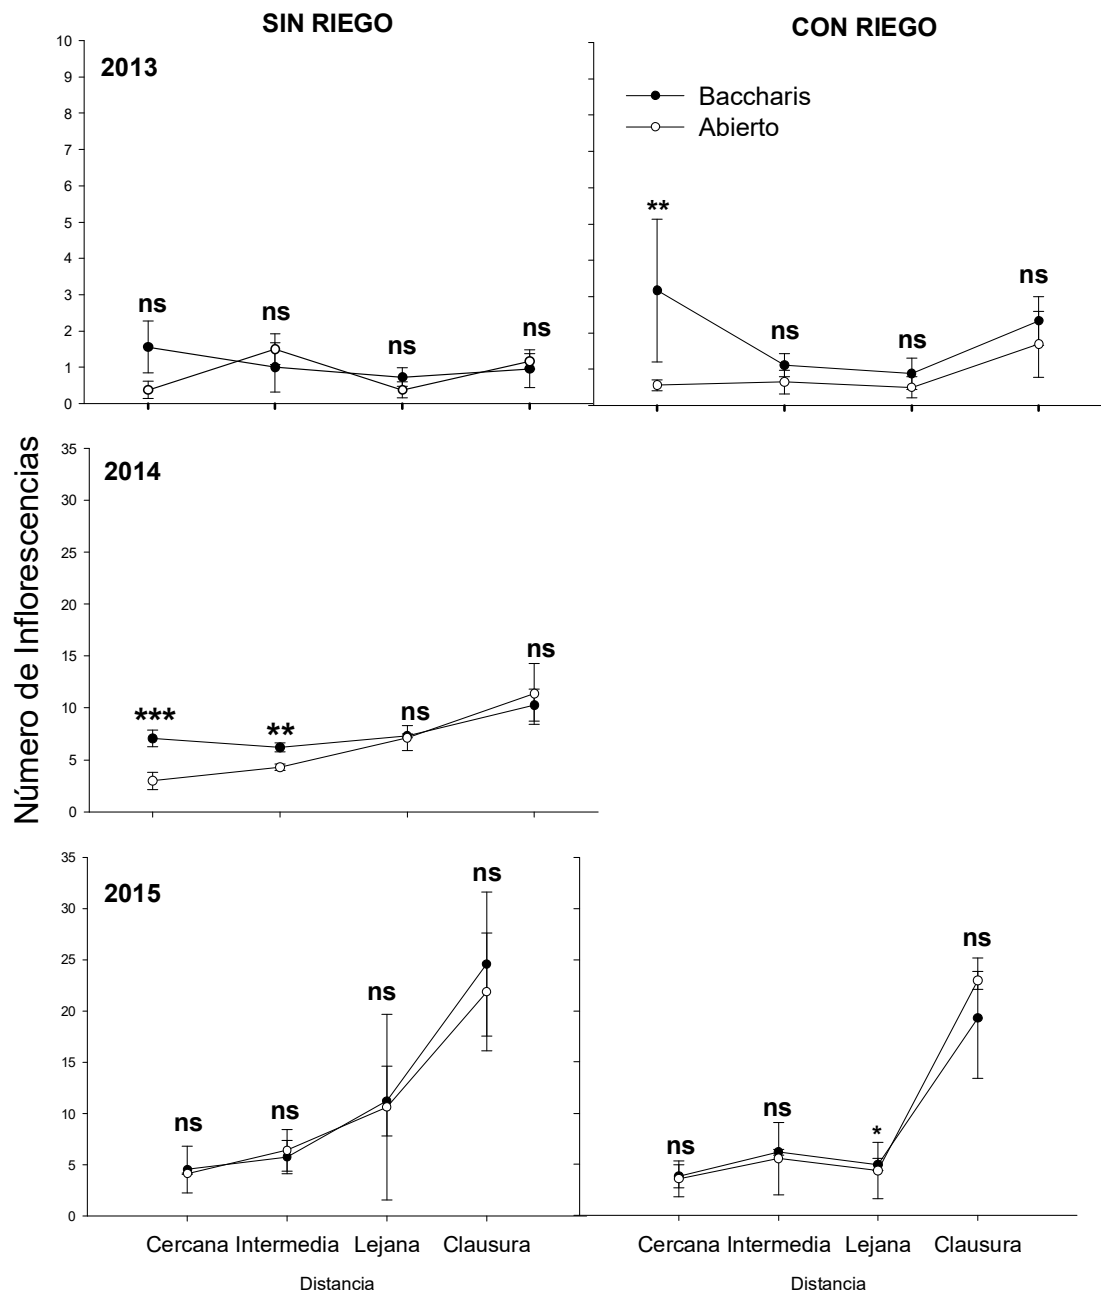 SIN RIEGO
CON RIEGO
Número de Inflorescencias
2013
10
9
8
7
6
5
4
3
2
1
0
ns
ns
ns
ns
Baccharis
Abierto
**
ns
ns
ns
2014
35
30
25
20
15
10
5
0
***
**
ns
ns
2015
35
30
25
20
15
10
5
0
ns
ns
ns
ns
ns
ns
*
ns
Cercana Intermedia Lejana Clausura
Distancia
Cercana Intermedia Lejana Clausura
Distancia